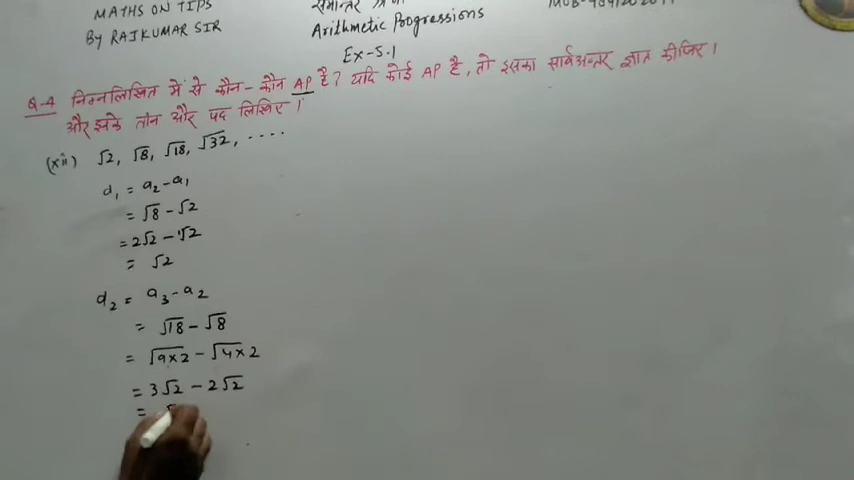 MATHS ON TIPS
By RAJKUMAR SIR
Arithmetic Progressions
Ex-5.1
Q-4 निम्नलिखित में से कौन-कौन AP है? यदि कोई AP है, तो इसका सार्वअन्तर ज्ञात कीजिए।
और इसके तीन और पद लिखिए।
(xii) √2, √8, √18, √32, ....
d₁ = a₂-a₁
= √8 - √2
= 2√2 - √2
= √2
d₂ = a₃-a₂
= √18 - √8
= √9×2 - √4×2
= 3√2 - 2√2
=